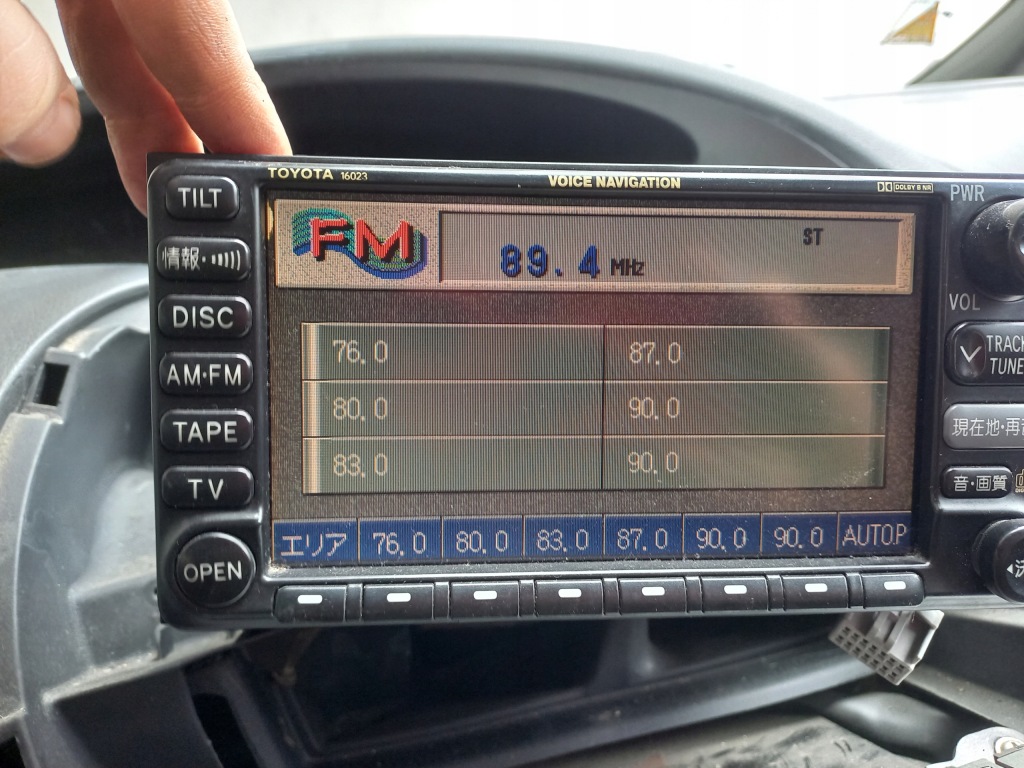 TOYOTA 16023
VOICE NAVIGATION
DOLBY B NR
PWR
TILT
情報·
DISC
AM·FM
TAPE
TV
OPEN
FM
89.4 MHz
ST
76.0 87.0
80.0 90.0
83.0 90.0
エリア 76.0 80.0 83.0 87.0 90.0 90.0 AUTO.P
VOL
TRACK
TUNE
現在地·再
音·画質